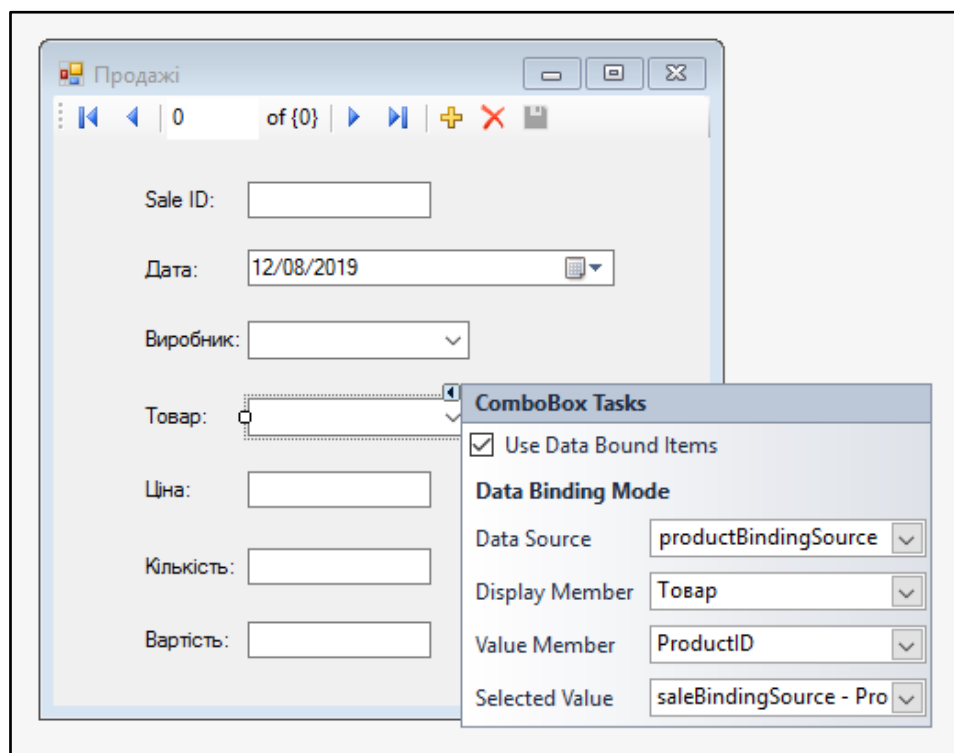 Продажі
0 of {0}
Sale ID:
Дата: 12/08/2019
Виробник:
Товар:
ComboBox Tasks
Use Data Bound Items
Data Binding Mode
Ціна:
Data Source productBindingSource
Кількість:
Display Member Товар
Вартість:
Value Member ProductID
Selected Value saleBindingSource - Pro